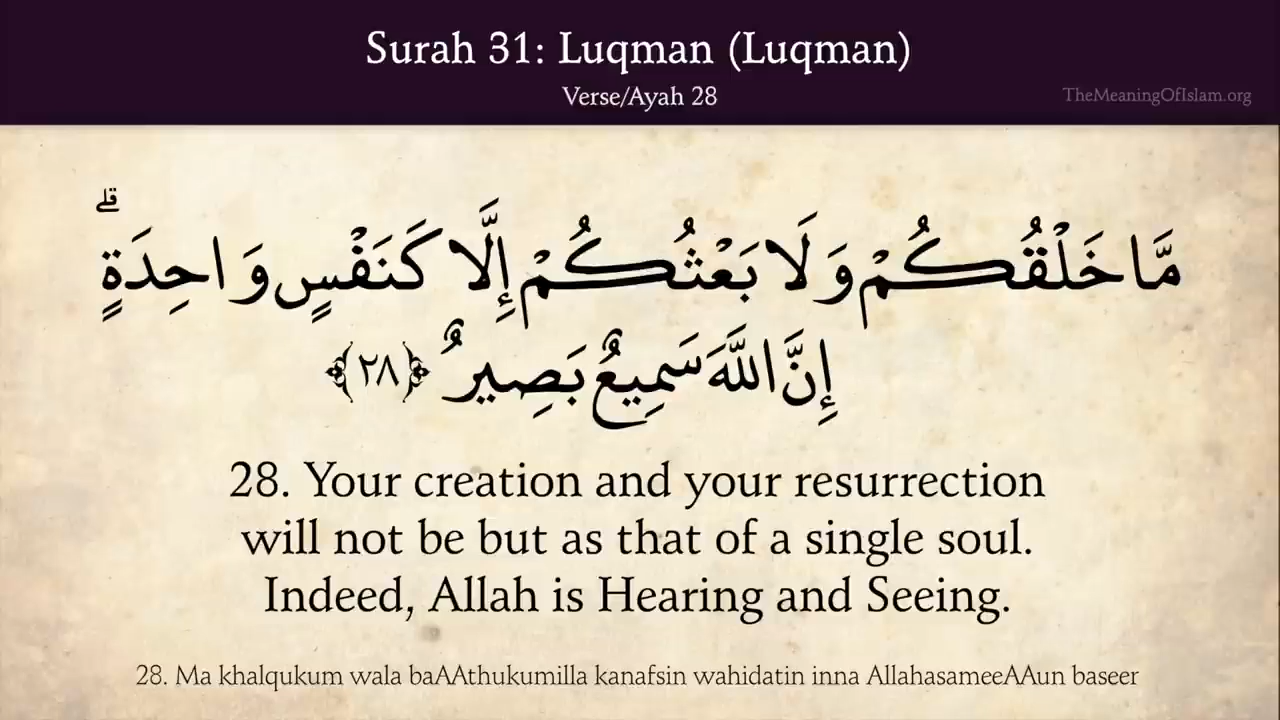 Surah 31: Luqman (Luqman)
Verse/Ayah 28
TheMeaningOfIslam.org
مَّا خَلْقُكُمْ وَلَا بَعْثُكُمْ إِلَّا كَنَفْسٍ وَاحِدَةٍ ۗ
إِنَّ اللَّهَ سَمِيعٌ بَصِيرٌ ﴿٢٨﴾
28. Your creation and your resurrection
will not be but as that of a single soul.
Indeed, Allah is Hearing and Seeing.
28. Ma khalqukum wala baAAthukumilla kanafsin wahidatin inna AllahasameeAAun baseer